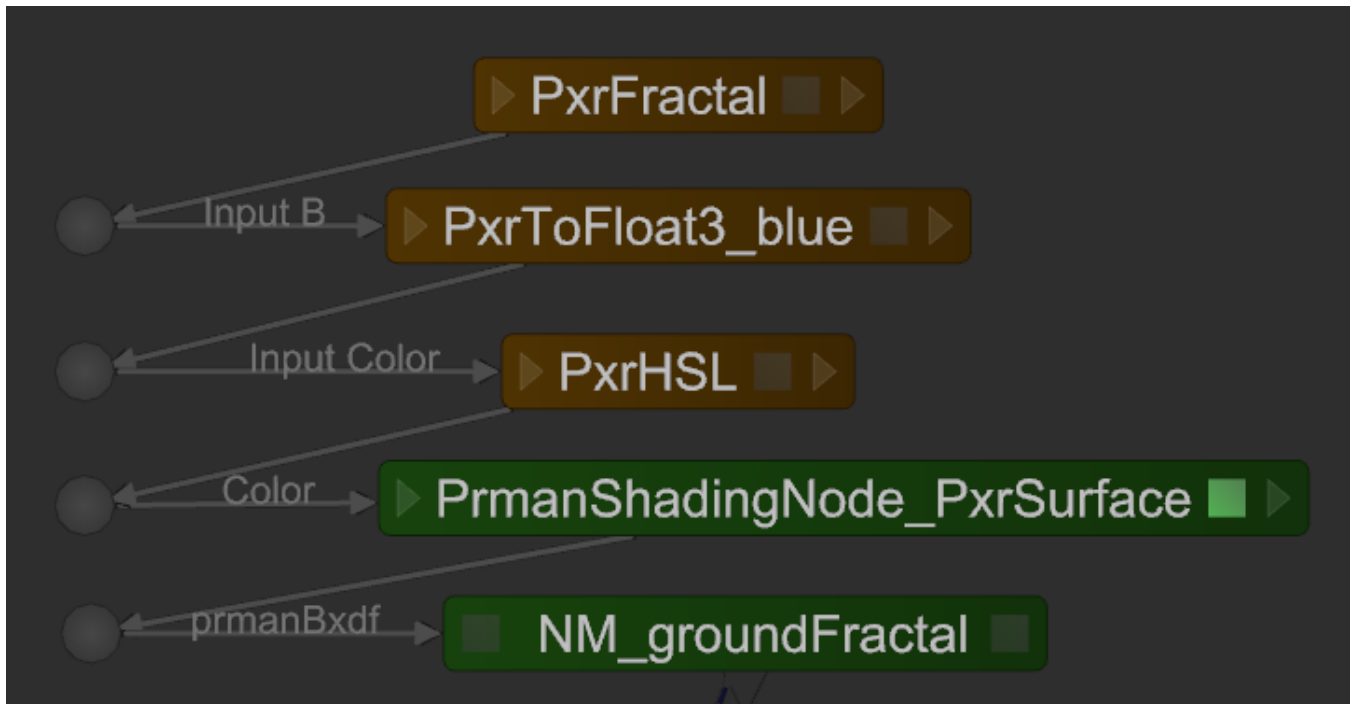 PxrFractal
Input B
PxrToFloat3_blue
Input Color
PxrHSL
Color
PrmanShadingNode_PxrSurface
prmanBxdf
NM_groundFractal